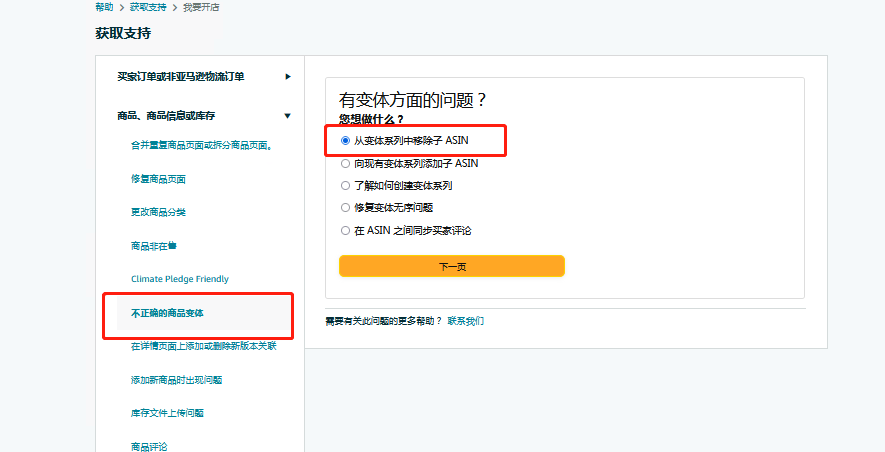 帮助 > 获取支持 > 我要开店
获取支持
买家订单或非亚马逊物流订单
商品、商品信息或库存
合并重复商品页面或拆分商品页面。
修复商品页面
更改商品分类
商品非在售
Climate Pledge Friendly
不正确的商品变体
在详情页面上添加或删除新版本关联
添加新商品时出现问题
库存文件上传问题
商品评论
有变体方面的问题？
您想做什么？
从变体系列中移除子 ASIN
向现有变体系列添加子 ASIN
了解如何创建变体系列
修复变体无序问题
在 ASIN 之间同步买家评论
下一页
需要有关此问题的更多帮助？ 联系我们